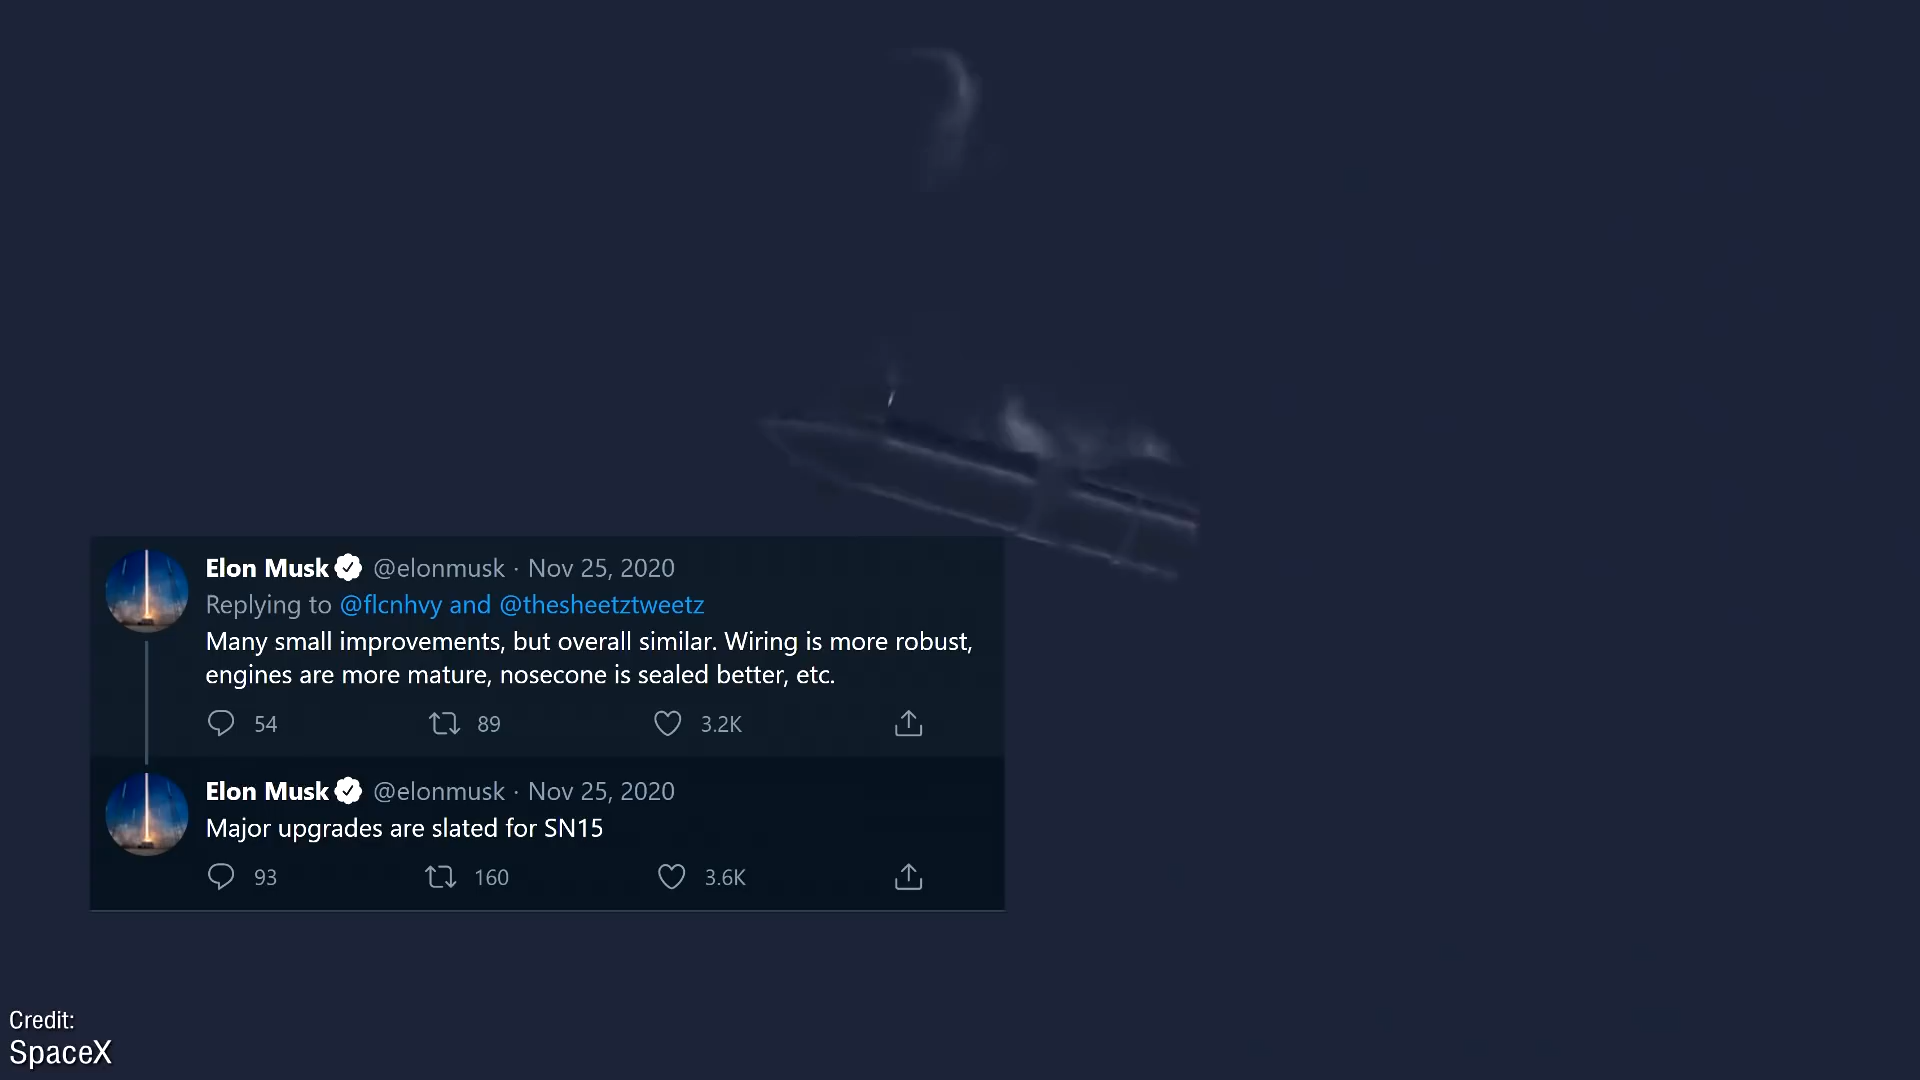 Elon Musk @elonmusk · Nov 25, 2020
Replying to @flcnhvy and @thesheetztweetz
Many small improvements, but overall similar. Wiring is more robust,
engines are more mature, nosecone is sealed better, etc.
54 89 3.2K
Elon Musk @elonmusk · Nov 25, 2020
Major upgrades are slated for SN15
93 160 3.6K
Credit:
SpaceX